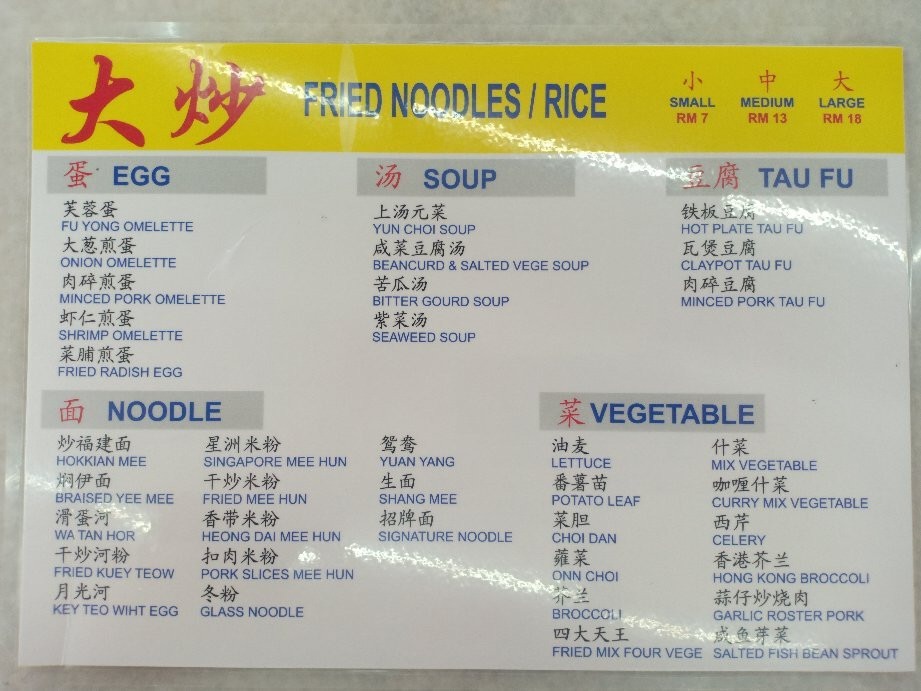 大炒 FRIED NOODLES / RICE
小 中 大
SMALL MEDIUM LARGE
RM 7 RM 13 RM 18
蛋 EGG
芙蓉蛋
FU YONG OMELETTE
大葱煎蛋
ONION OMELETTE
肉碎煎蛋
MINCED PORK OMELETTE
虾仁煎蛋
SHRIMP OMELETTE
菜脯煎蛋
FRIED RADISH EGG
汤 SOUP
上汤元菜
YUN CHOI SOUP
咸菜豆腐汤
BEANCURD & SALTED VEGE SOUP
苦瓜汤
BITTER GOURD SOUP
紫菜汤
SEAWEED SOUP
豆腐 TAU FU
铁板豆腐
HOT PLATE TAU FU
瓦煲豆腐
CLAYPOT TAU FU
肉碎豆腐
MINCED PORK TAU FU
面 NOODLE
炒福建面
HOKKIAN MEE
焖伊面
BRAISED YEE MEE
滑蛋河
WA TAN HOR
干炒河粉
FRIED KUEY TEOW
月光河
KEY TEO WIHT EGG
星洲米粉
SINGAPORE MEE HUN
干炒米粉
FRIED MEE HUN
香带米粉
HEONG DAI MEE HUN
扣肉米粉
PORK SLICES MEE HUN
冬粉
GLASS NOODLE
鸳鸯
YUAN YANG
生面
SHANG MEE
招牌面
SIGNATURE NOODLE
菜 VEGETABLE
油麦
LETTUCE
番薯苗
POTATO LEAF
菜胆
CHOI DAN
蕹菜
ONN CHOI
芥兰
BROCCOLI
四大天王
FRIED MIX FOUR VEGE
什菜
MIX VEGETABLE
咖喱什菜
CURRY MIX VEGETABLE
西芹
CELERY
香港芥兰
HONG KONG BROCCOLI
蒜仔炒烧肉
GARLIC ROSTER PORK
咸鱼芽菜
SALTED FISH BEAN SPROUT